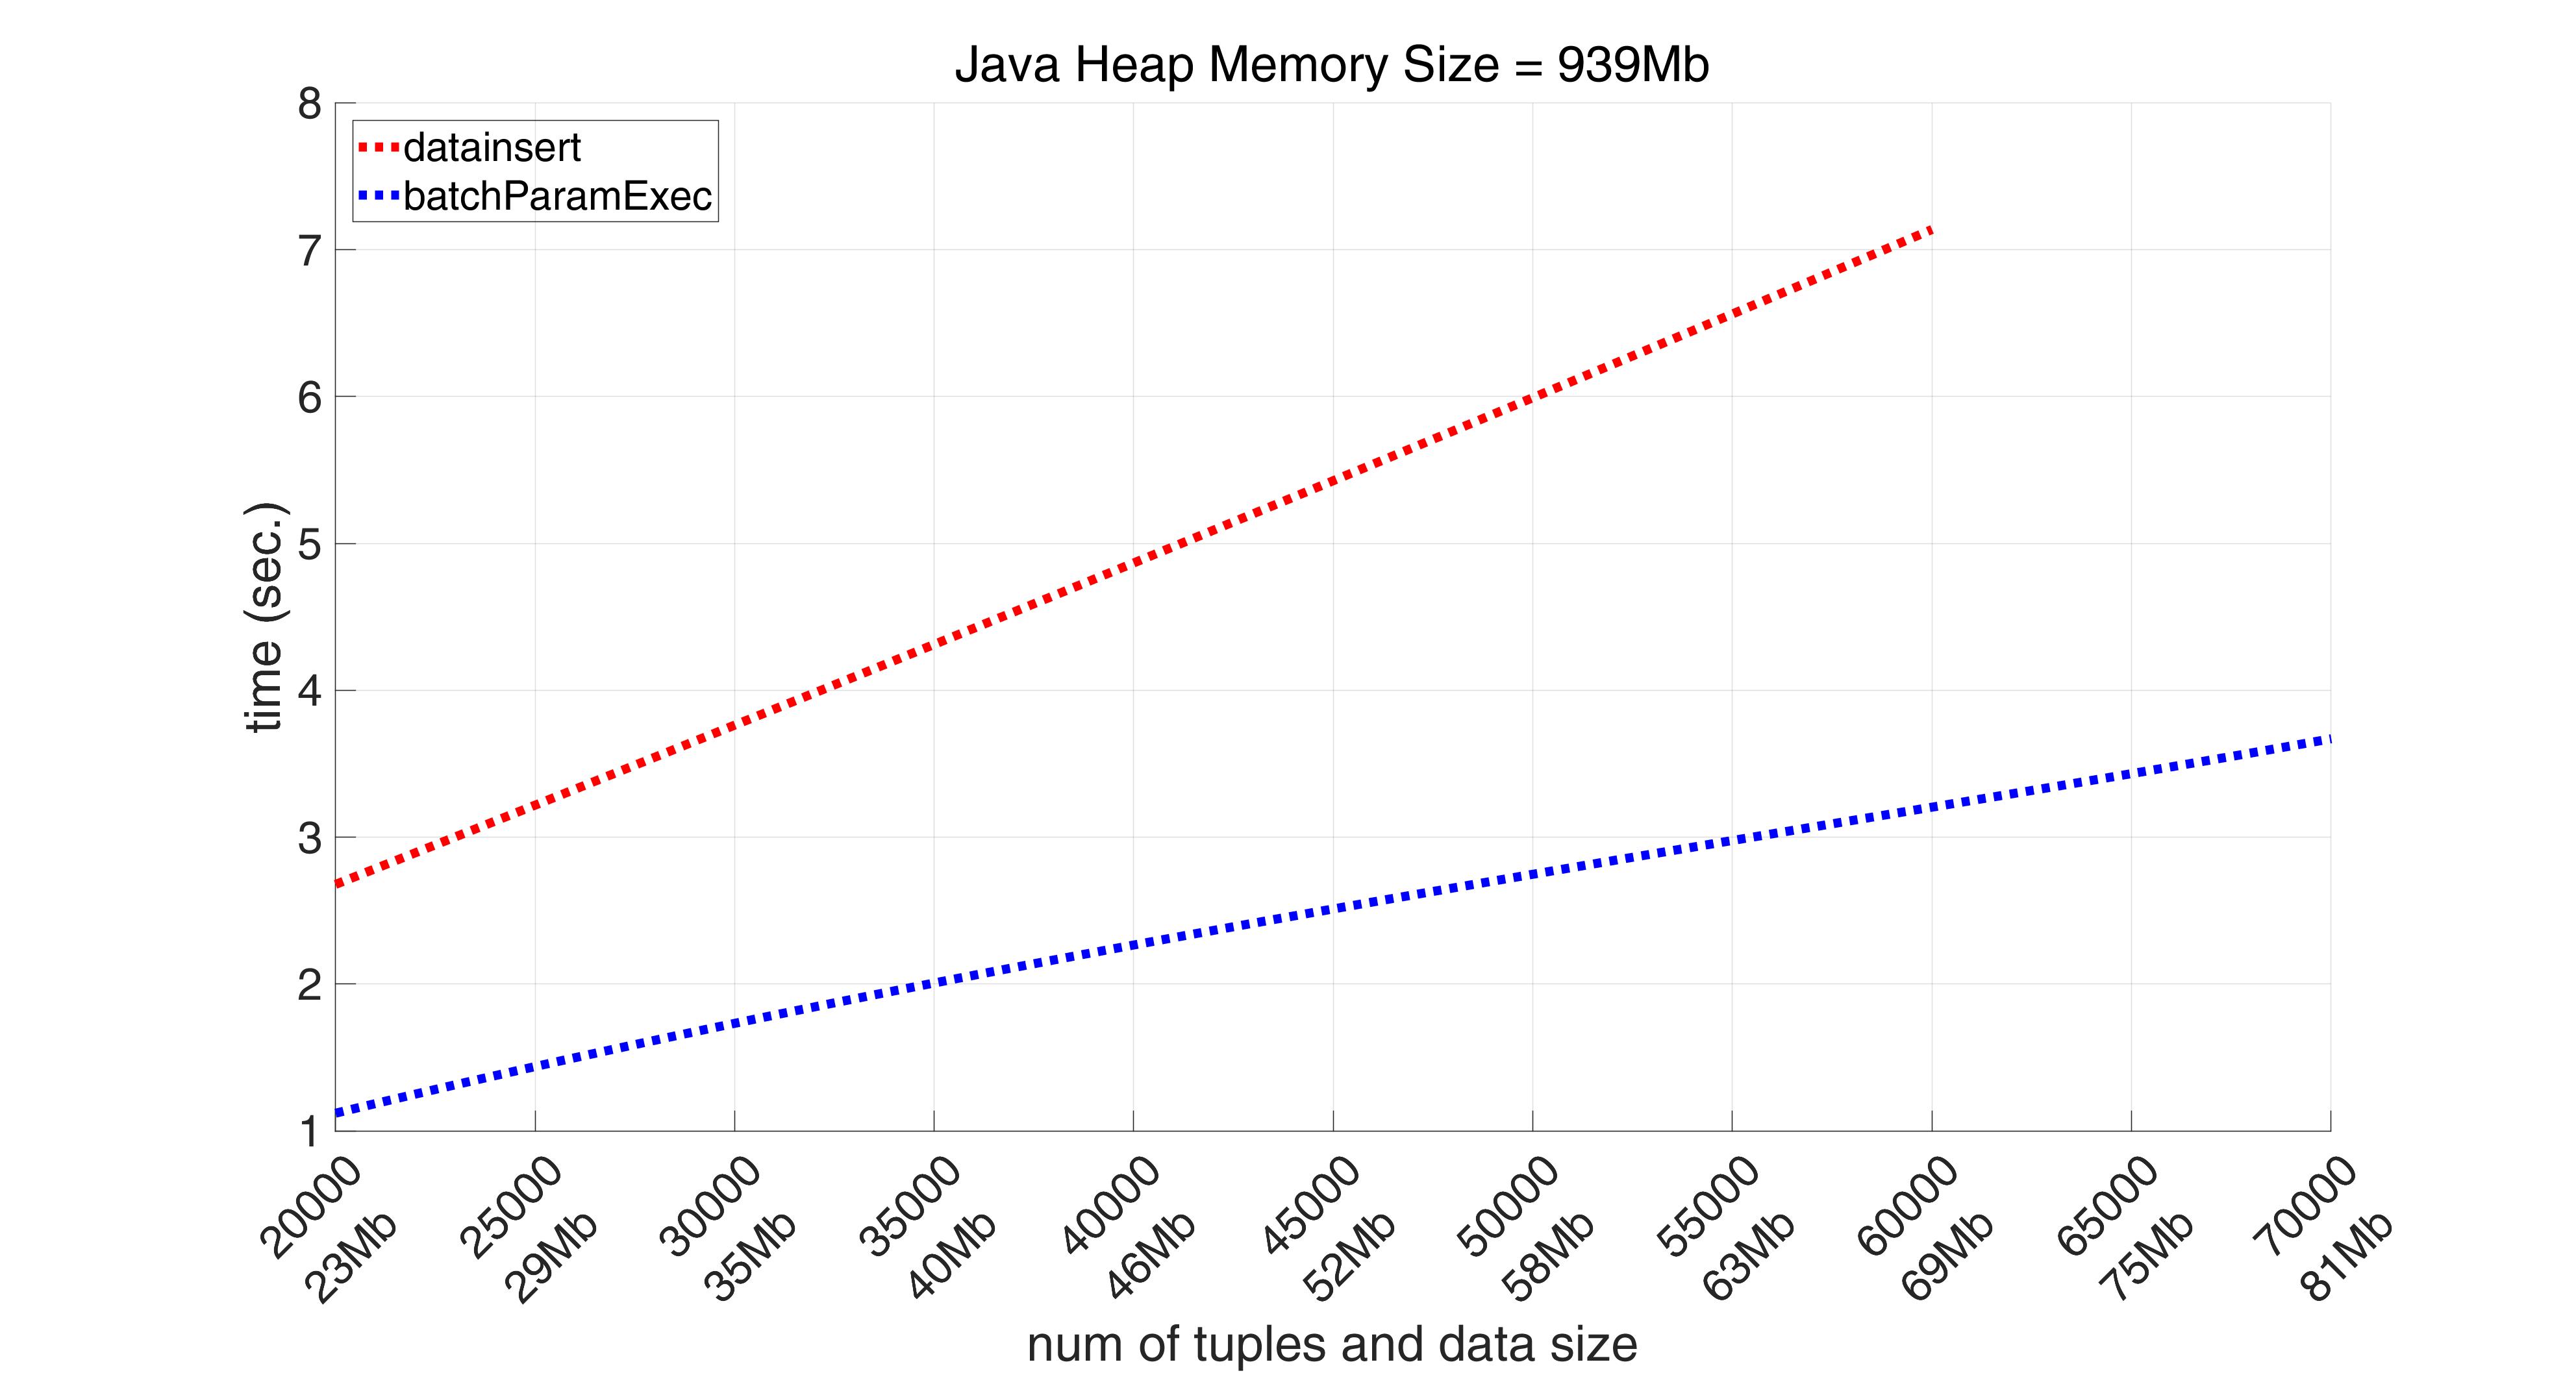 Java Heap Memory Size = 939Mb
8
7
6
5
4
3
2
1
time (sec.)
datainsert
batchParamExec
20000
23Mb
25000
29Mb
30000
35Mb
35000
40Mb
40000
46Mb
45000
52Mb
50000
58Mb
55000
63Mb
60000
69Mb
65000
75Mb
70000
81Mb
num of tuples and data size